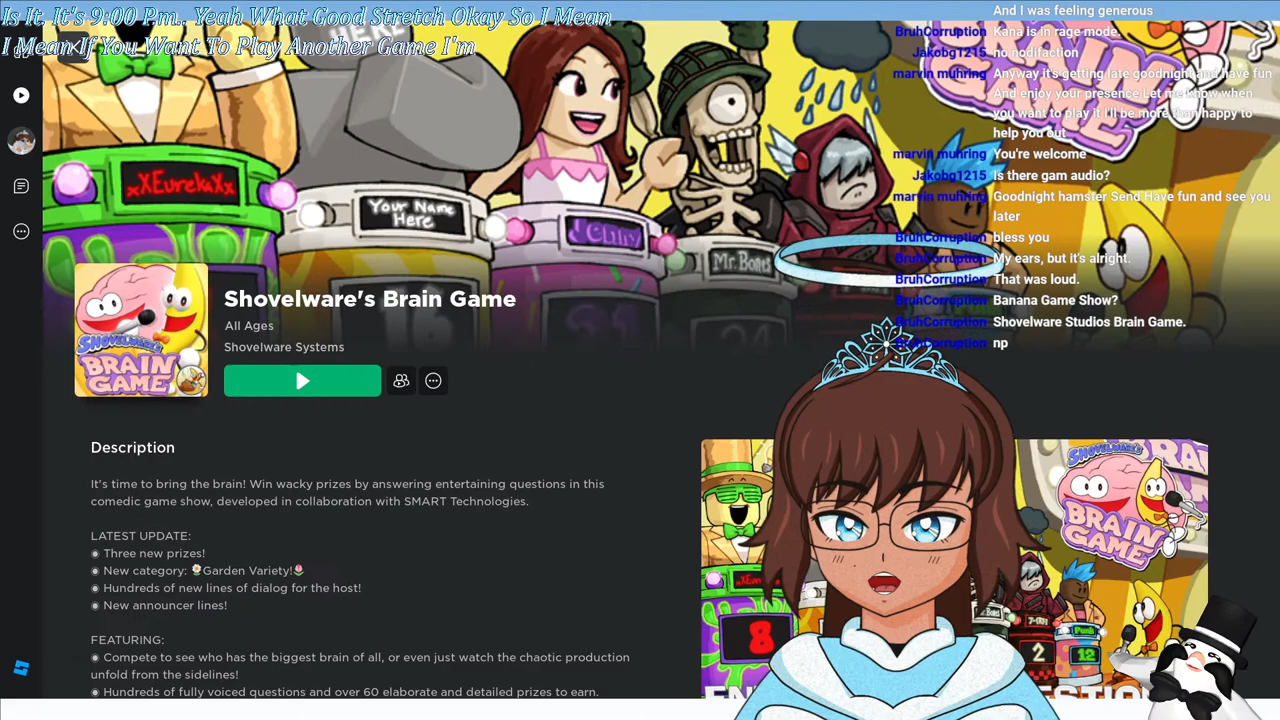 Is It. It's 9:00 Pm.. Yeah What Good Stretch Okay So I Mean
I Mean If You Want To Play Another Game I'm
And I was feeling generous
BruhCorruption Kana is in rage mode.
Jakobg1215 no nodifaction
marvin muhring Anyway it's getting late goodnight and have fun
And enjoy your presence Let me know when
you want to play it I'll be more than happy to
help you out
marvin muhring You're welcome
Jakobg1215 Is there gam audio?
marvin muhring Goodnight hamster Send Have fun and see you
later
BruhCorruption bless you
BruhCorruption My ears, but it's alright.
BruhCorruption That was loud.
BruhCorruption Banana Game Show?
BruhCorruption Shovelware Studios Brain Game.
BruhCorruption np
HERE
GAME
xXEurekaXx
Your Name
Here
Jenny
Mr. Bones
16
24
SHOVELWARE'S
BRAIN
GAME
Shovelware's Brain Game
All Ages
Shovelware Systems
Description
It's time to bring the brain! Win wacky prizes by answering entertaining questions in this
comedic game show, developed in collaboration with SMART Technologies.
LATEST UPDATE:
◉ Three new prizes!
◉ New category: 🌼Garden Variety!🌷
◉ Hundreds of new lines of dialog for the host!
◉ New announcer lines!
FEATURING:
◉ Compete to see who has the biggest brain of all, or even just watch the chaotic production
unfold from the sidelines!
◉ Hundreds of fully voiced questions and over 60 elaborate and detailed prizes to earn.
SHOVELWARE'S
BRAIN
GAME
8
2
12